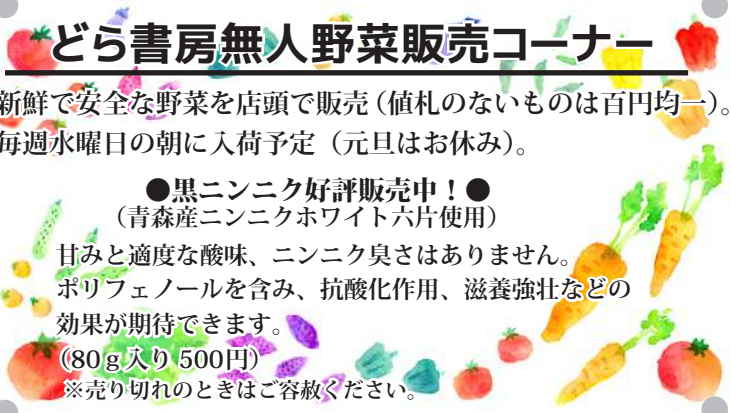 どら書房無人野菜販売コーナー
新鮮で安全な野菜を店頭で販売（値札のないものは百円均一）。
毎週水曜日の朝に入荷予定（元旦はお休み）。
●黒ニンニク好評販売中！●
（青森産ニンニクホワイト六片使用）
甘みと適度な酸味、ニンニク臭さはありません。
ポリフェノールを含み、抗酸化作用、滋養強壮などの
効果が期待できます。
（80ｇ入り 500円）
※売り切れのときはご容赦ください。